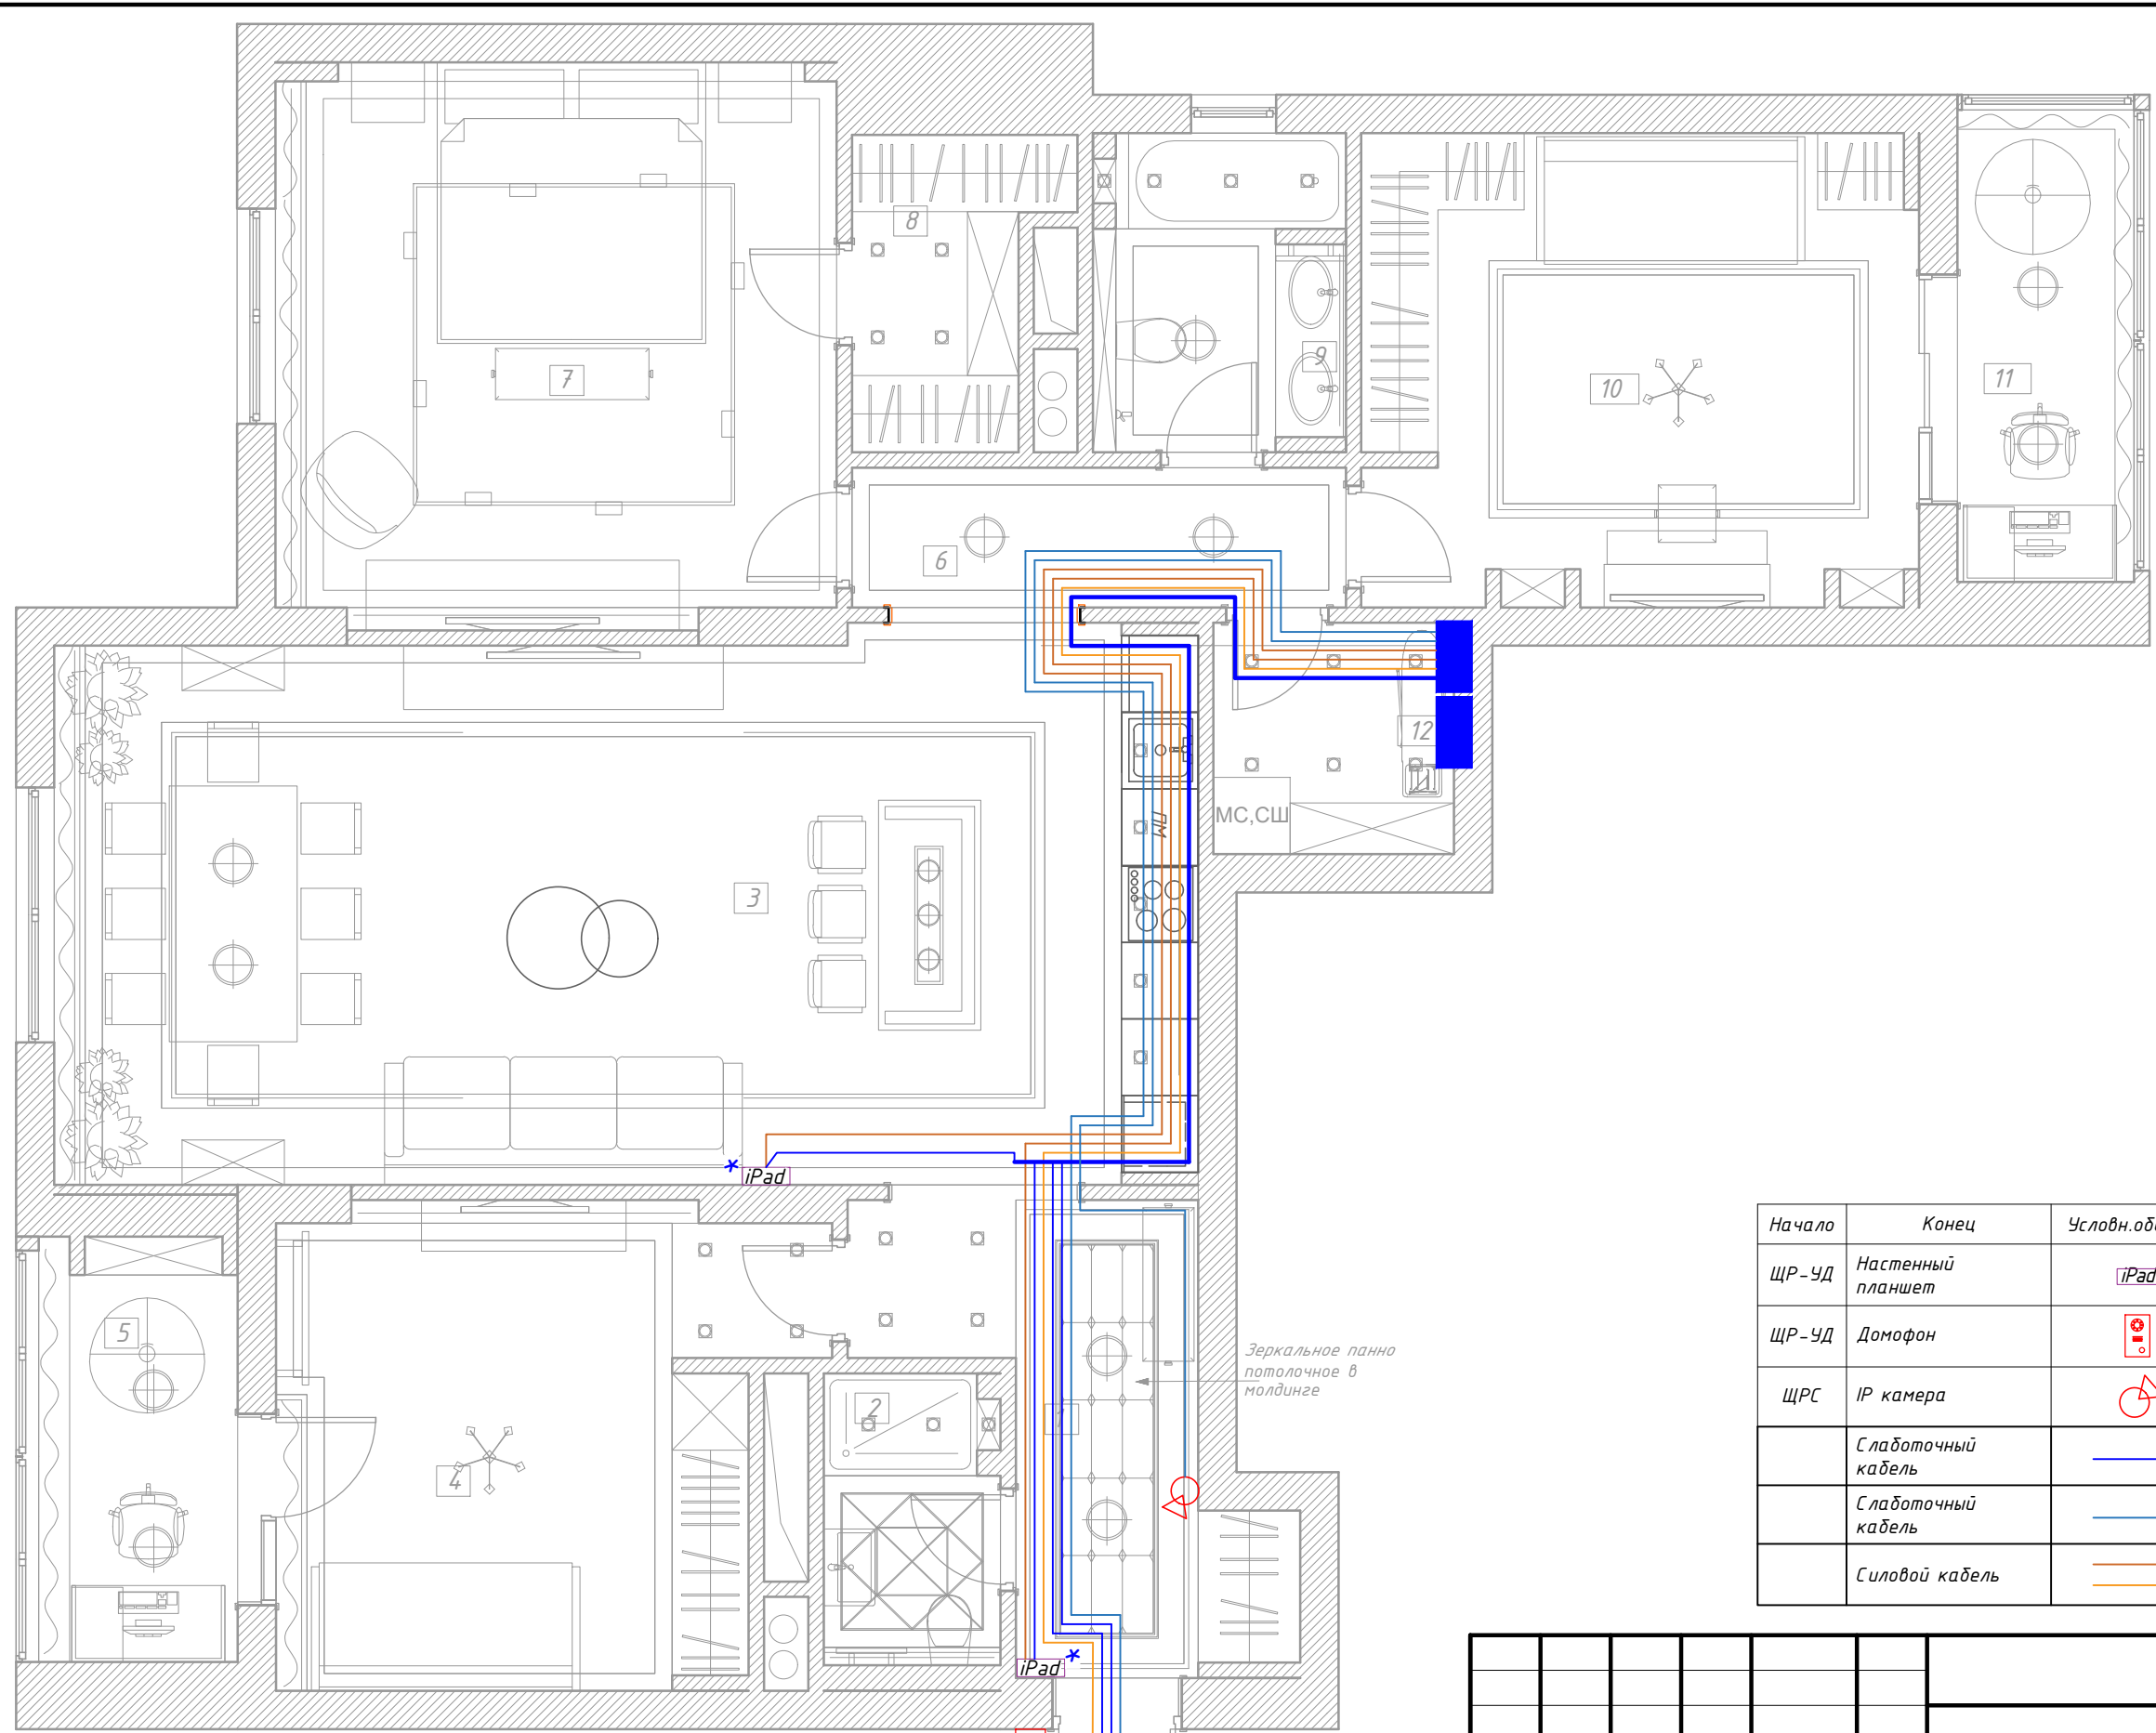 8
9
7
10
11
6
12
МС,СШ
ПМ
3
* iPad
5
2
1
4
iPad *
Зеркальное панно
потолочное в
молдинге
Начало Конец
ЩР-УД Настенный
планшет iPad
ЩР-УД Домофон
ЩРС IP камера
Слаботочный
кабель
Слаботочный
кабель
Силовой кабель